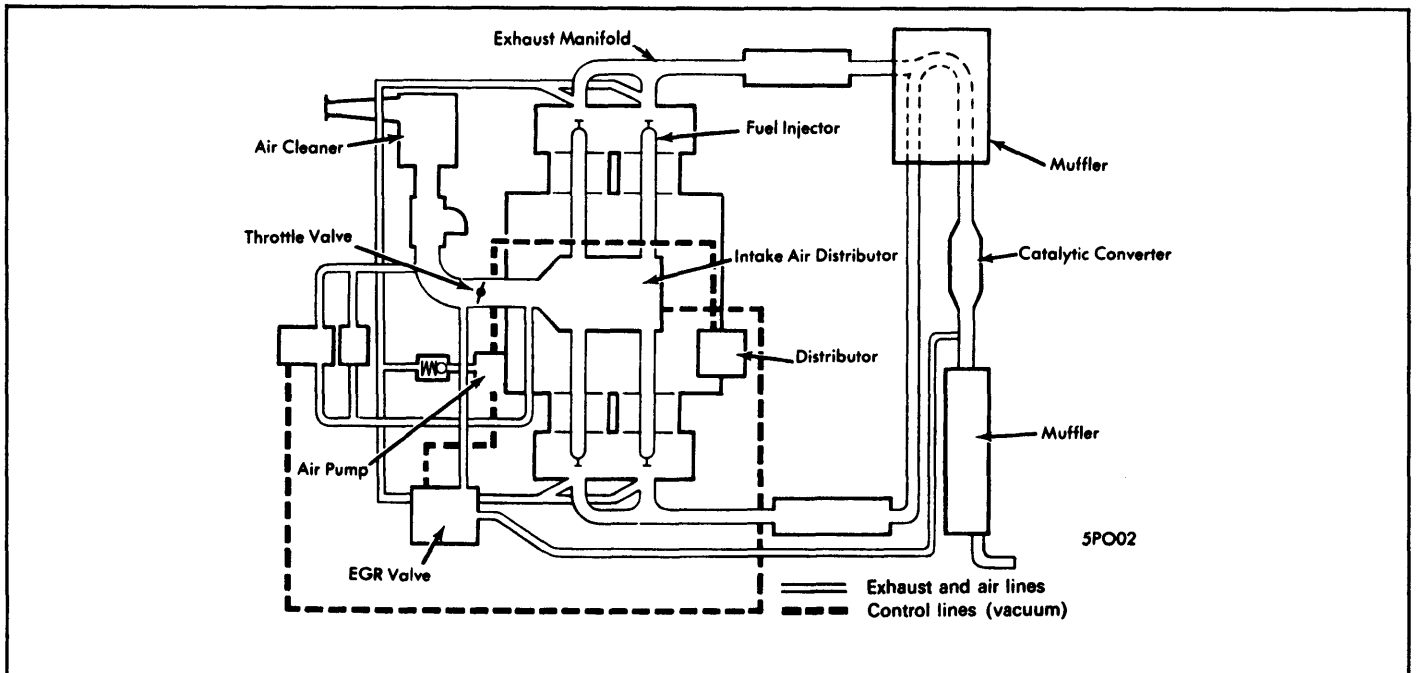 Exhaust Manifold
Air Cleaner
Fuel Injector
Muffler
Throttle Valve
Intake Air Distributor
Catalytic Converter
Distributor
Air Pump
Muffler
EGR Valve
5PO02
Exhaust and air lines
Control lines (vacuum)